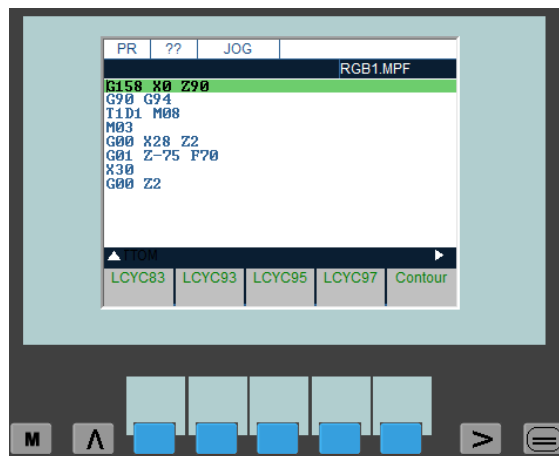 PR ?? JOG
RGB1.MPF
G158 X0 Z90
G90 G94
T1D1 M08
M03
G00 X28 Z2
G01 Z-75 F70
X30
G00 Z2
TTOM
LCYC83 LCYC93 LCYC95 LCYC97 Contour
M Λ >